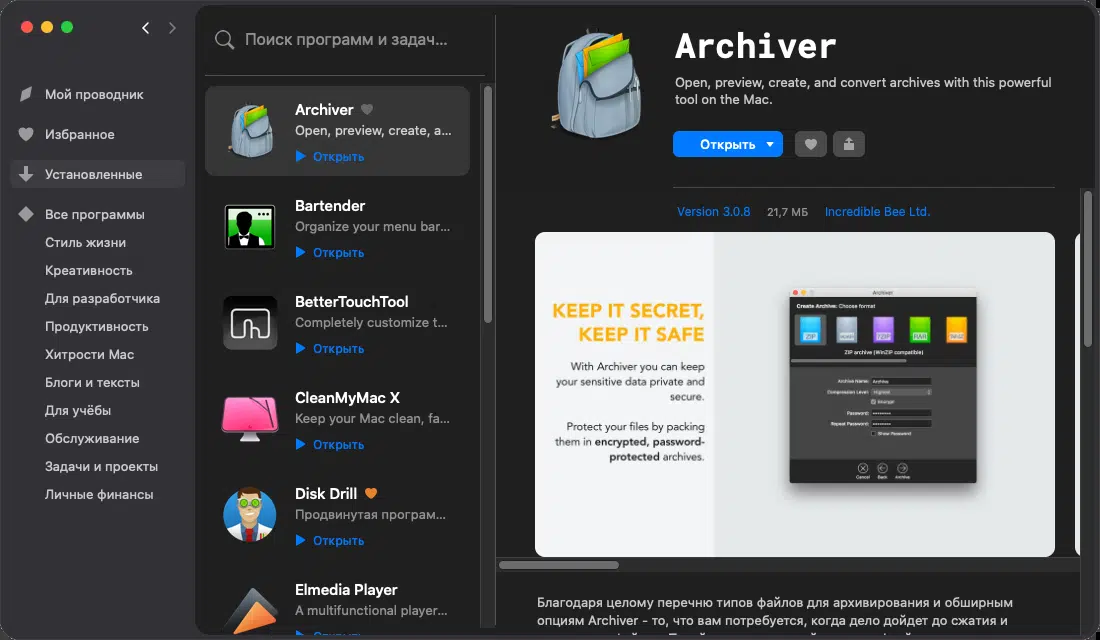 Мой проводник
Избранное
Установленные
Все программы
Стиль жизни
Креативность
Для разработчика
Продуктивность
Хитрости Mac
Блоги и тексты
Для учёбы
Обслуживание
Задачи и проекты
Личные финансы
Поиск программ и задач...
Archiver
Open, preview, create, a...
Открыть
Bartender
Organize your menu bar...
Открыть
BetterTouchTool
Completely customize t...
Открыть
CleanMyMac X
Keep your Mac clean, fa...
Открыть
Disk Drill
Продвинутая програм...
Открыть
Elmedia Player
A multifunctional player...
Archiver
Open, preview, create, and convert archives with this powerful
tool on the Mac.
Открыть
Version 3.0.8 21,7 МБ Incredible Bee Ltd.
KEEP IT SECRET,
KEEP IT SAFE
With Archiver you can keep
your sensitive data private and
secure.
Protect your files by packing
them in encrypted, password-
protected archives.
Archiver
Create Archive: Choose format
ZIP
RAR
ZIP archive (WinZIP compatible)
Archive Name: Archive
Compression Level: Highest
Encrypt
Password:
Repeat Password:
Show Password
Cancel Back Archive
Благодаря целому перечню типов файлов для архивирования и обширным
опциям Archiver - то, что вам потребуется, когда дело дойдет до сжатия и